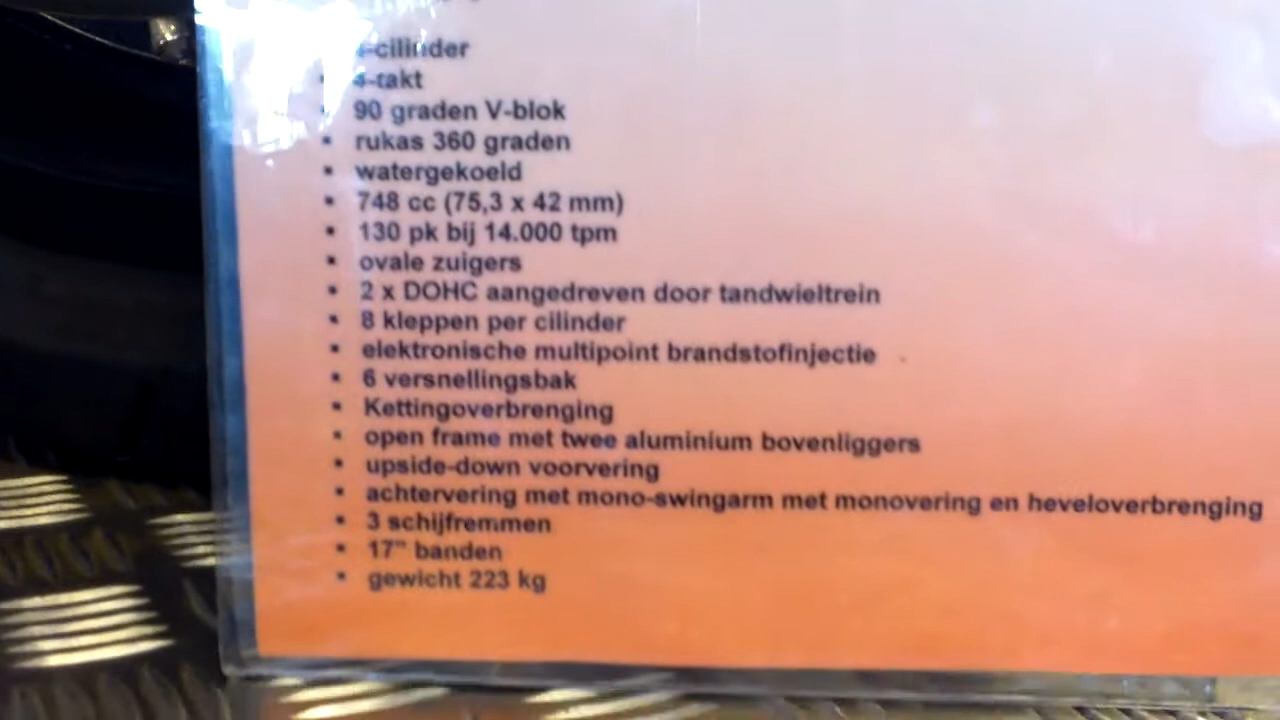 -cilinder
4-takt
90 graden V-blok
rukas 360 graden
watergekoeld
748 cc (75,3 x 42 mm)
130 pk bij 14.000 tpm
ovale zuigers
2 x DOHC aangedreven door tandwieltrein
8 kleppen per cilinder
elektronische multipoint brandstofinjectie
6 versnellingsbak
Kettingoverbrenging
open frame met twee aluminium bovenliggers
upside-down voorvering
achtervering met mono-swingarm met monovering en heveloverbrenging
3 schijfremmen
17" banden
gewicht 223 kg